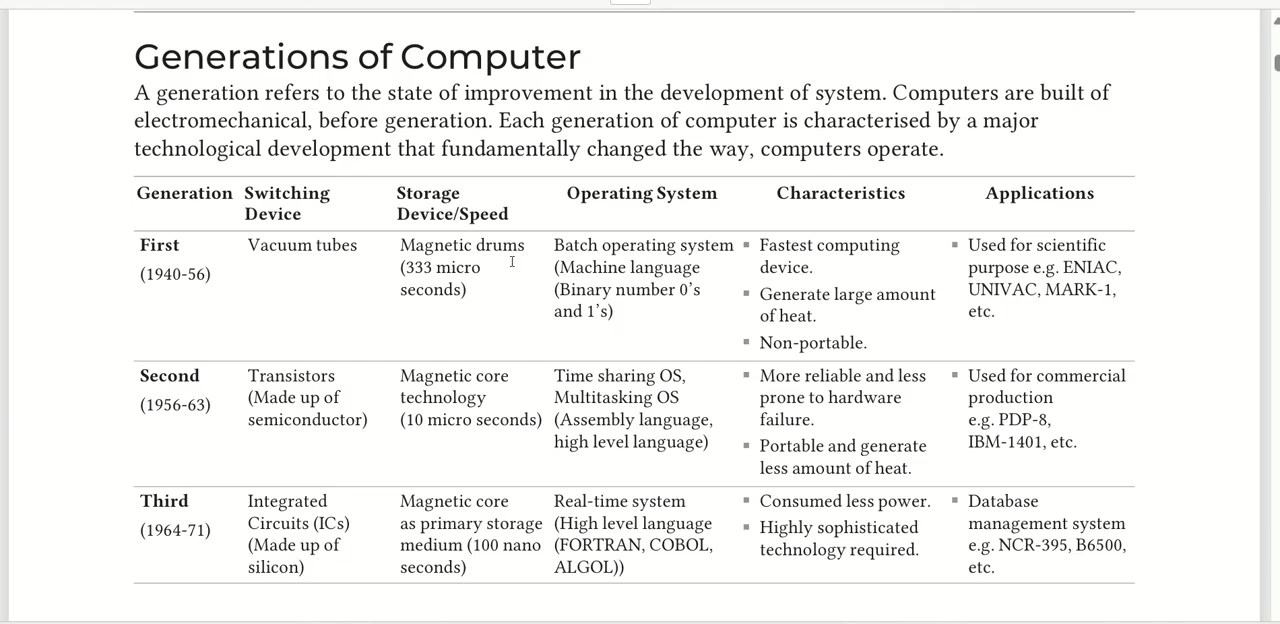 Generations of Computer
A generation refers to the state of improvement in the development of system. Computers are built of
electromechanical, before generation. Each generation of computer is characterised by a major
technological development that fundamentally changed the way, computers operate.
Generation Switching Device Storage Device/Speed Operating System Characteristics Applications
First
(1940-56)
Vacuum tubes
Magnetic drums
(333 micro
seconds)
Batch operating system
(Machine language
(Binary number 0’s
and 1’s)
▪ Fastest computing
device.
▪ Generate large amount
of heat.
▪ Non-portable.
▪ Used for scientific
purpose e.g. ENIAC,
UNIVAC, MARK-1,
etc.
Second
(1956-63)
Transistors
(Made up of
semiconductor)
Magnetic core
technology
(10 micro seconds)
Time sharing OS,
Multitasking OS
(Assembly language,
high level language)
▪ More reliable and less
prone to hardware
failure.
▪ Portable and generate
less amount of heat.
▪ Used for commercial
production
e.g. PDP-8,
IBM-1401, etc.
Third
(1964-71)
Integrated
Circuits (ICs)
(Made up of
silicon)
Magnetic core
as primary storage
medium (100 nano
seconds)
Real-time system
(High level language
(FORTRAN, COBOL,
ALGOL))
▪ Consumed less power.
▪ Highly sophisticated
technology required.
▪ Database
management system
e.g. NCR-395, B6500,
etc.